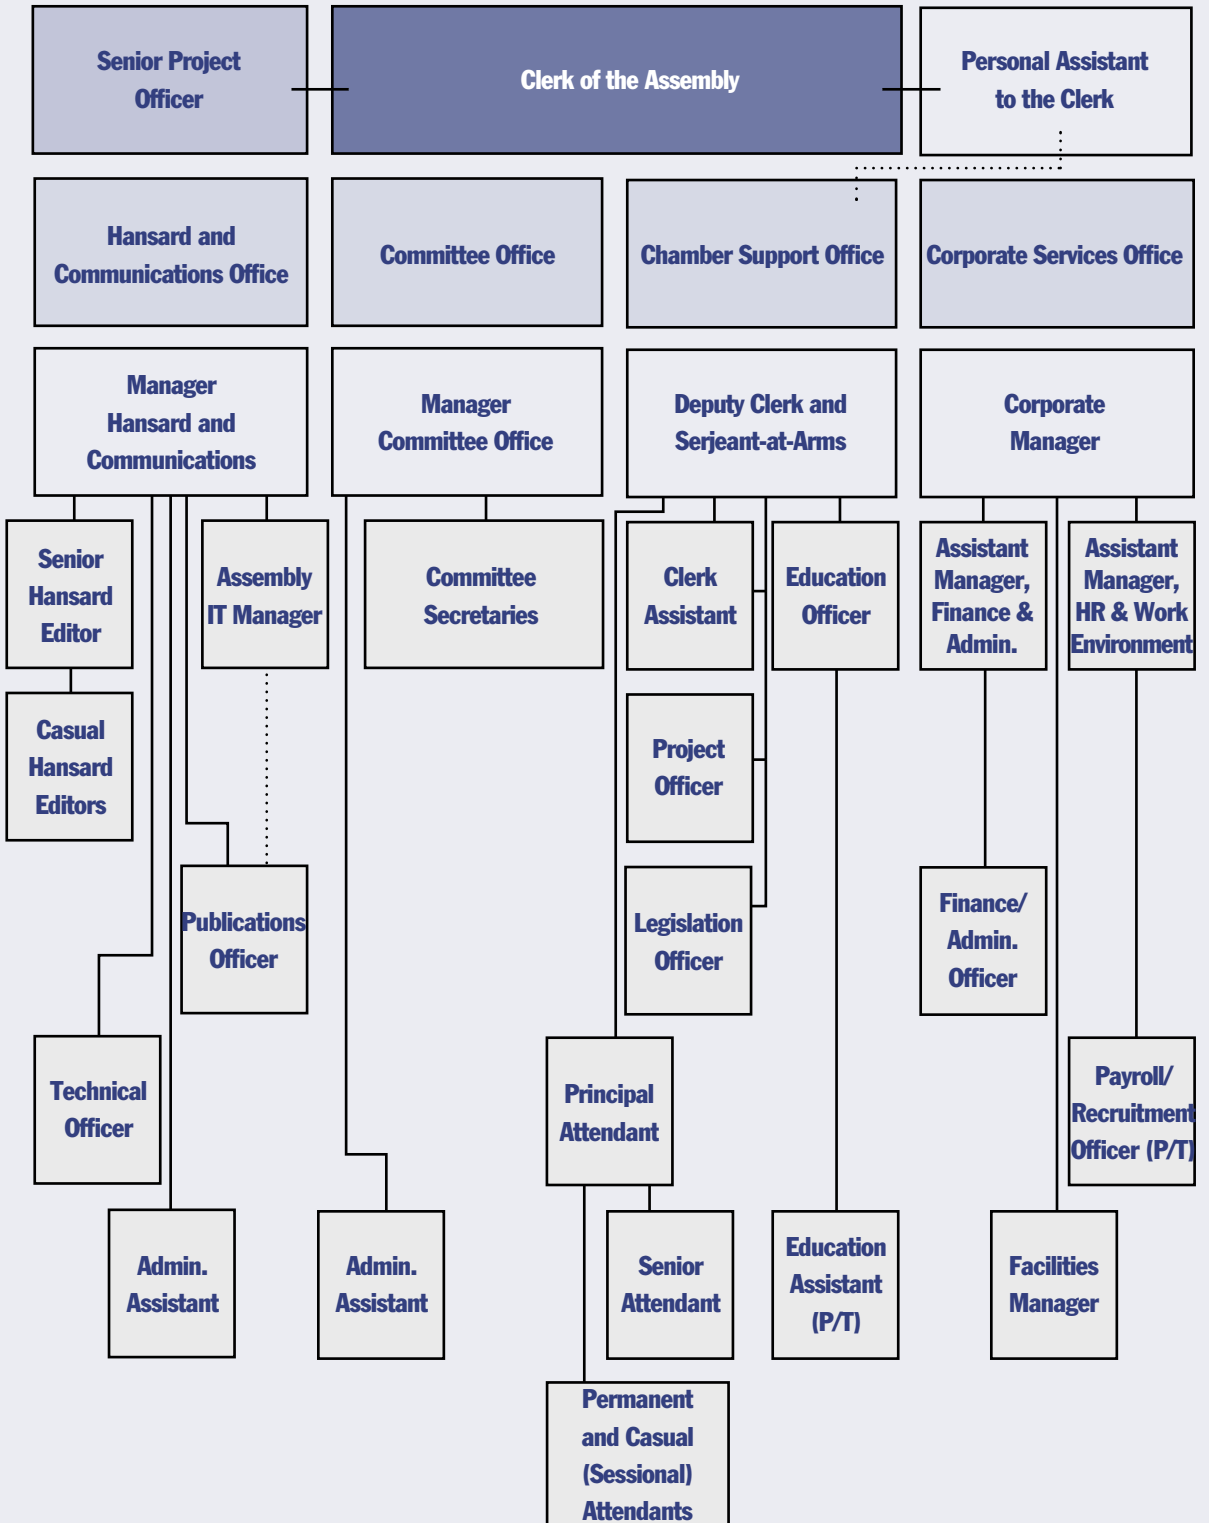 Senior Project
Officer
Clerk of the Assembly
Personal Assistant
to the Clerk
Hansard and
Communications Office
Committee Office
Chamber Support Office
Corporate Services Office
Manager
Hansard and
Communications
Manager
Committee Office
Deputy Clerk and
Serjeant-at-Arms
Corporate
Manager
Senior
Hansard
Editor
Assembly
IT Manager
Committee
Secretaries
Clerk
Assistant
Education
Officer
Assistant
Manager,
Finance &
Admin.
Assistant
Manager,
HR & Work
Environment
Casual
Hansard
Editors
Project
Officer
Publications
Officer
Legislation
Officer
Finance/
Admin.
Officer
Technical
Officer
Principal
Attendant
Payroll/
Recruitment
Officer (P/T)
Admin.
Assistant
Admin.
Assistant
Senior
Attendant
Education
Assistant
(P/T)
Facilities
Manager
Permanent
and Casual
(Sessional)
Attendants